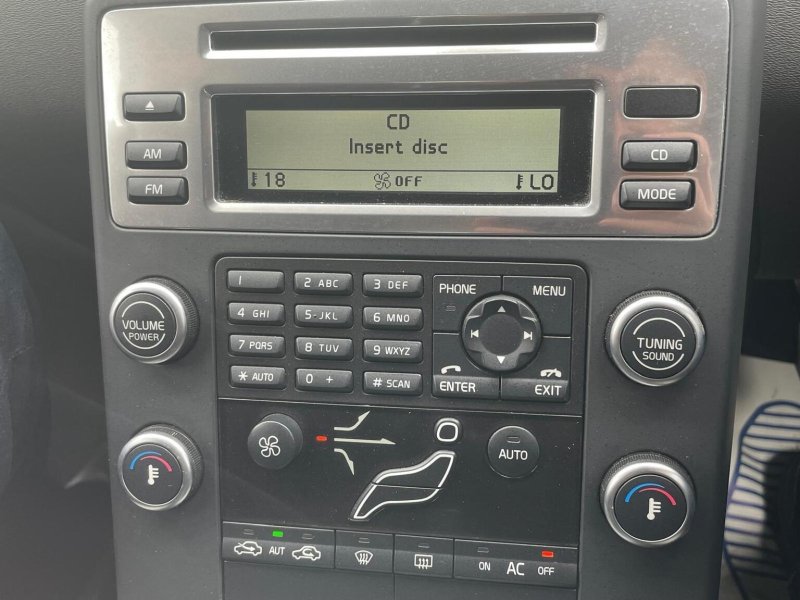 CD
Insert disc
18 OFF LO
AM
FM
CD
MODE
VOLUME
POWER
1
2 ABC
3 DEF
4 GHI
5-JKL
6 MNO
7 PQRS
8 TUV
9 WXYZ
* AUTO
0 +
# SCAN
PHONE
MENU
ENTER
EXIT
TUNING
SOUND
AUTO
AUT
ON AC OFF